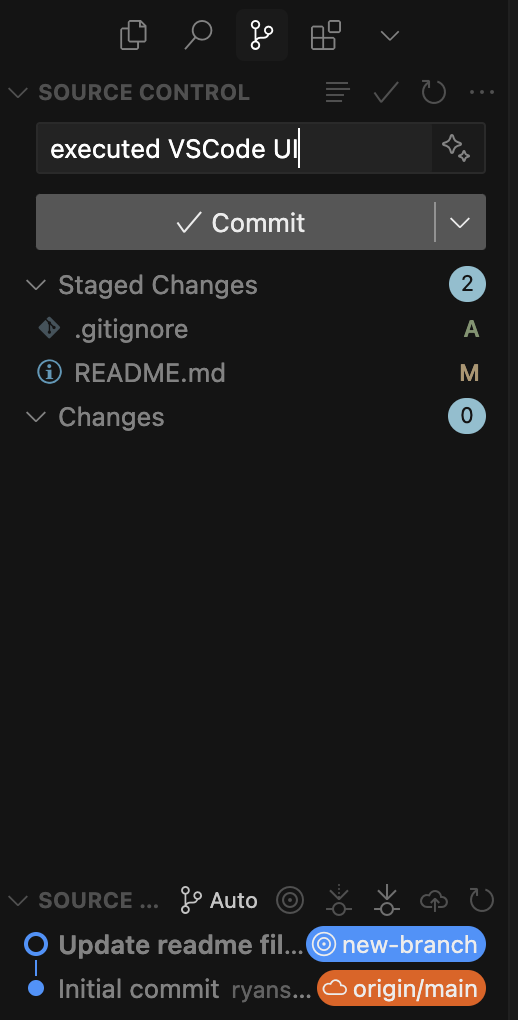 SOURCE CONTROL
executed VSCode UI
Commit
Staged Changes 2
.gitignore A
README.md M
Changes 0
SOURCE ... Auto
Update readme fil... new-branch
Initial commit ryans... origin/main